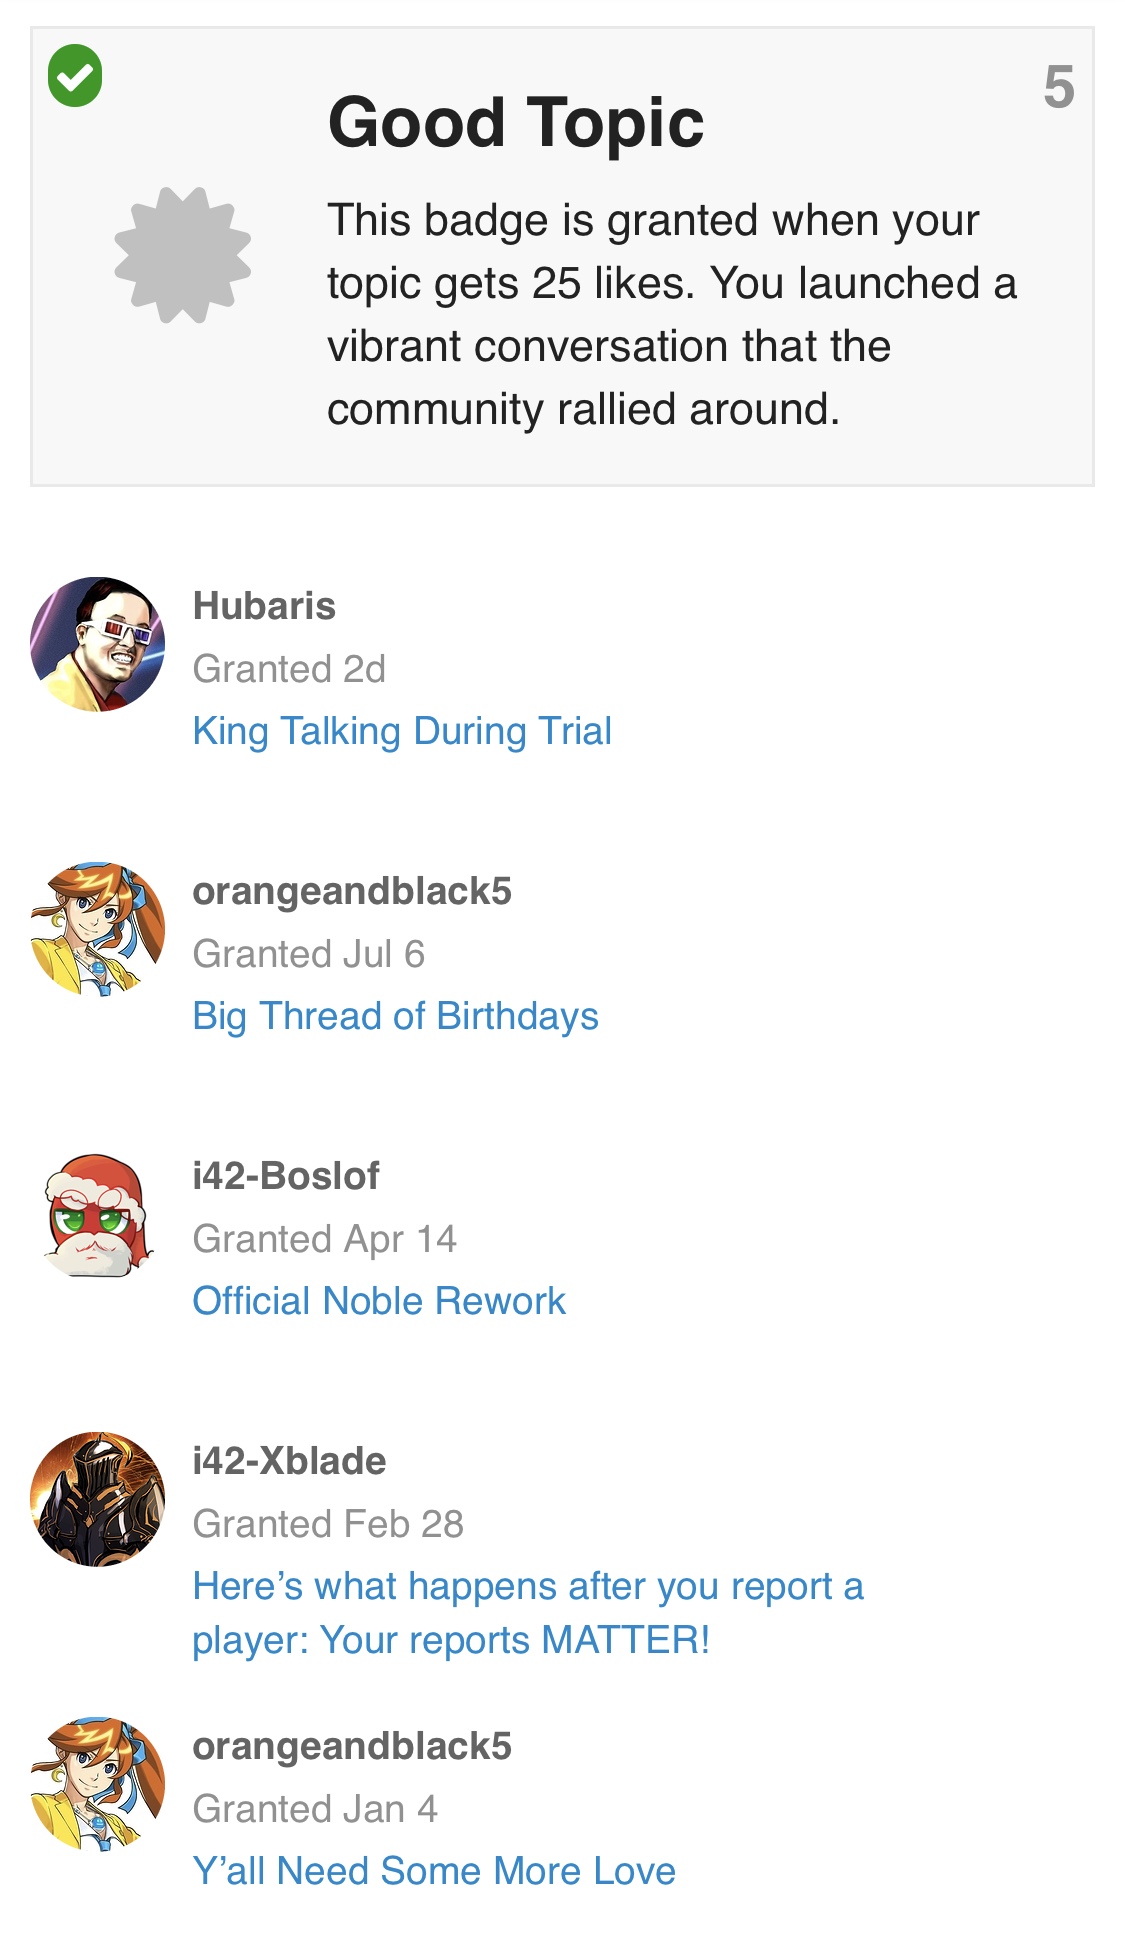 5
Good Topic
This badge is granted when your
topic gets 25 likes. You launched a
vibrant conversation that the
community rallied around.
Hubaris
Granted 2d
King Talking During Trial
orangeandblack5
Granted Jul 6
Big Thread of Birthdays
i42-Boslof
Granted Apr 14
Official Noble Rework
i42-Xblade
Granted Feb 28
Here’s what happens after you report a
player: Your reports MATTER!
orangeandblack5
Granted Jan 4
Y’all Need Some More Love